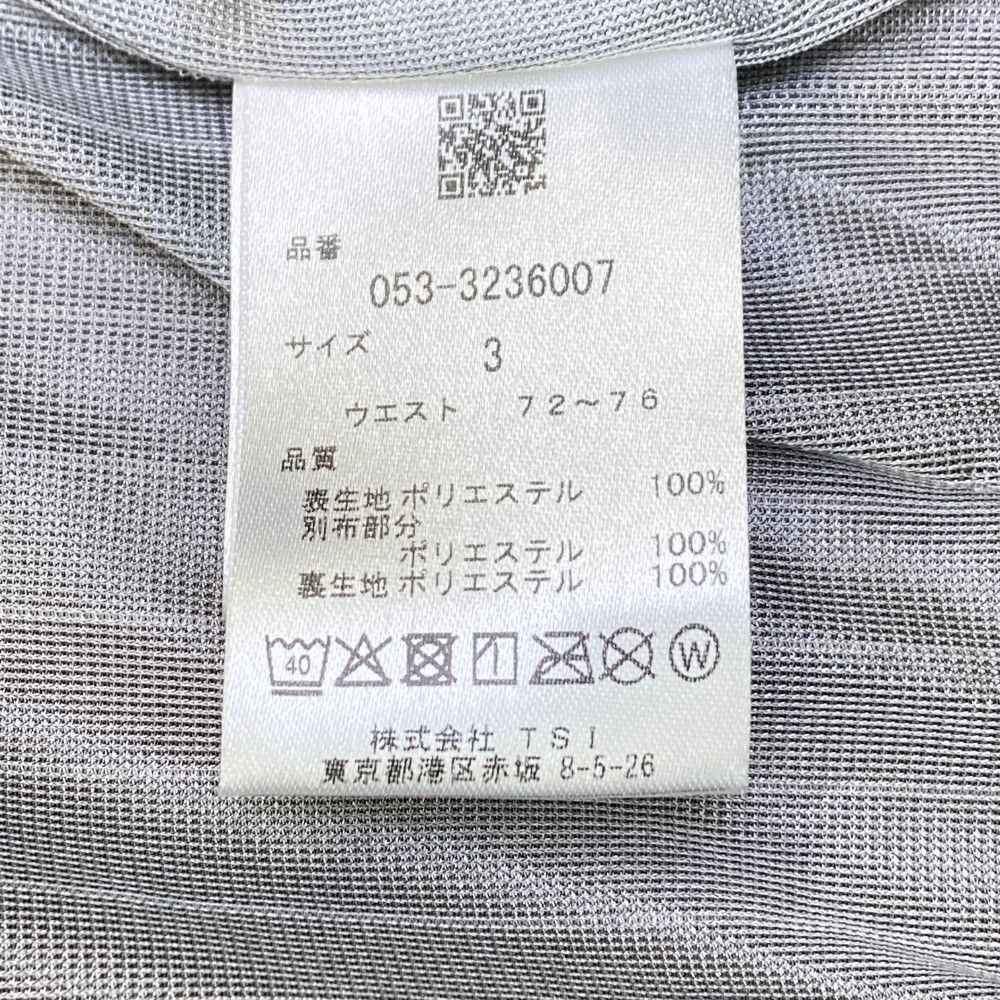 品番
053-3236007
サイズ 3
ウエスト 72～76
品質
表生地 ポリエステル 100%
別布部分
ポリエステル 100%
裏生地 ポリエステル 100%
40 W
株式会社 TSI
東京都港区赤坂 8-5-26